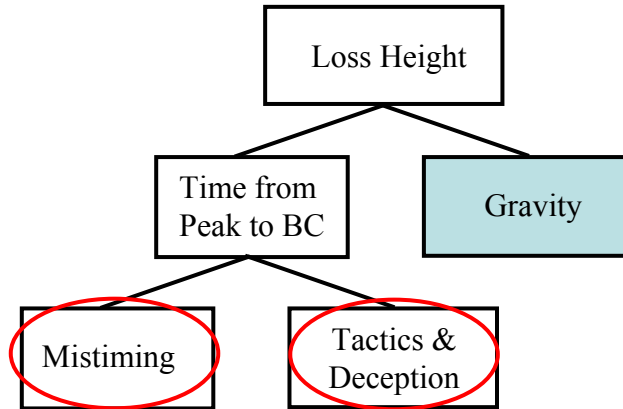 Loss Height
Time from
Peak to BC
Gravity
Mistiming
Tactics &
Deception